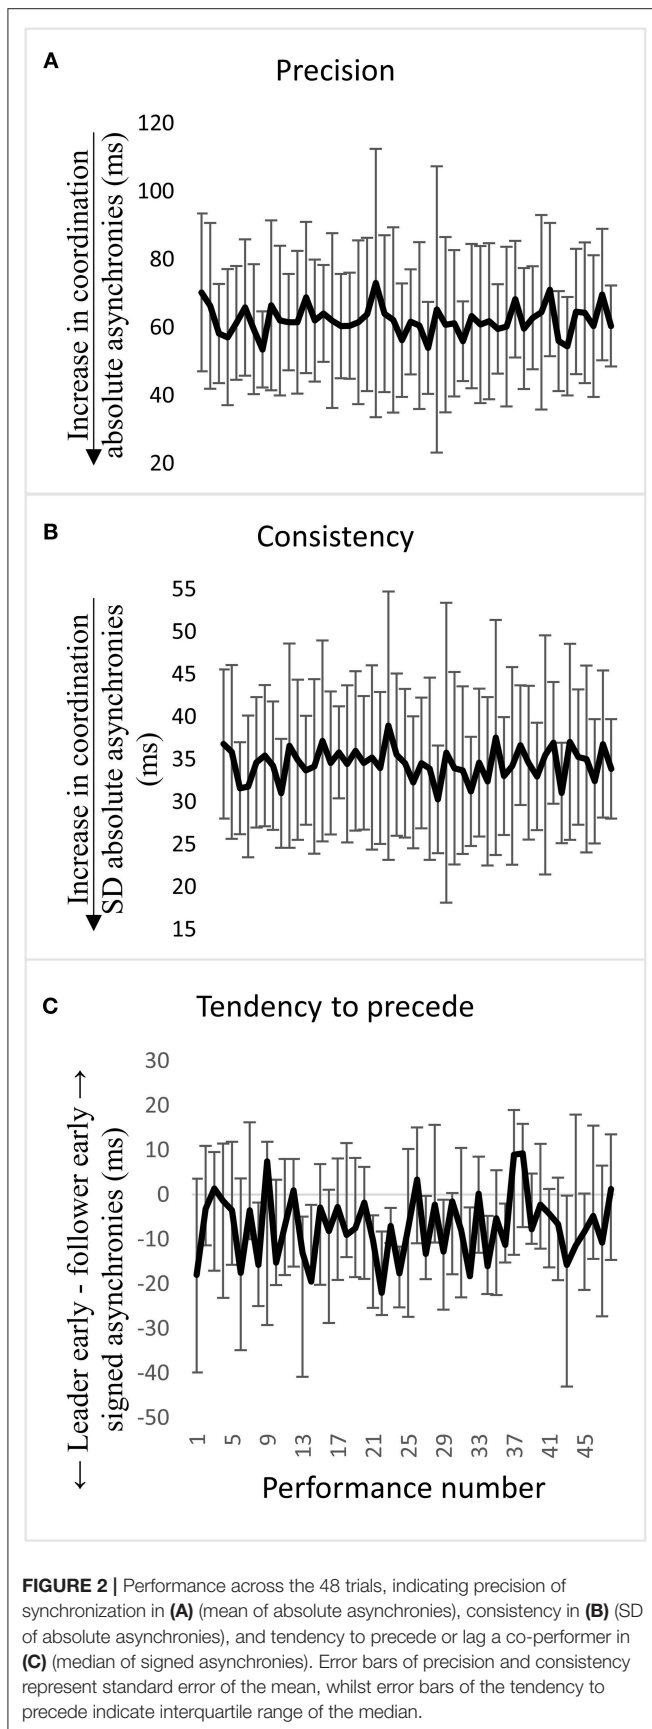 A
Precision
Increase in coordination
absolute asynchronies (ms)
120
100
80
60
40
20
B
Consistency
Increase in coordination
SD absolute asynchronies
(ms)
55
50
45
40
35
30
25
20
15
C
Tendency to precede
← Leader early - follower early →
signed asynchronies (ms)
30
20
10
0
-10
-20
-30
-40
-50
1 5 9 13 17 21 25 29 33 37 41 45
Performance number
FIGURE 2 | Performance across the 48 trials, indicating precision of
synchronization in (A) (mean of absolute asynchronies), consistency in (B) (SD
of absolute asynchronies), and tendency to precede or lag a co-performer in
(C) (median of signed asynchronies). Error bars of precision and consistency
represent standard error of the mean, whilst error bars of the tendency to
precede indicate interquartile range of the median.